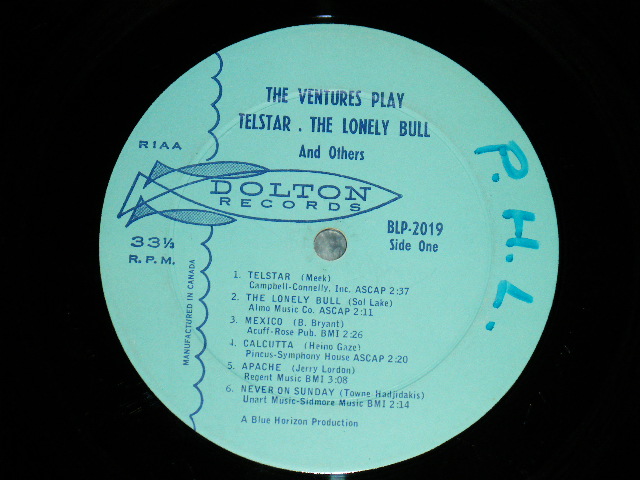 THE VENTURES PLAY
TELSTAR . THE LONELY BULL
And Others
RIAA
DOLTON
RECORDS
33⅓
R.P.M.
BLP-2019
Side One
MANUFACTURED IN CANADA
1. TELSTAR (Meek)
Campbell-Connelly, Inc. ASCAP 2:37
2. THE LONELY BULL (Sol Lake)
Almo Music Co. ASCAP 2:11
3. MEXICO (B. Bryant)
Acuff-Rose Pub. BMI 2:26
4. CALCUTTA (Heino Gaze)
Pincus-Symphony House ASCAP 2:20
5. APACHE (Jerry Lordon)
Regent Music BMI 3:08
6. NEVER ON SUNDAY (Towne Hadjidakis)
Unart Music-Sidmore Music BMI 2:14
A Blue Horizon Production
P.H.L.